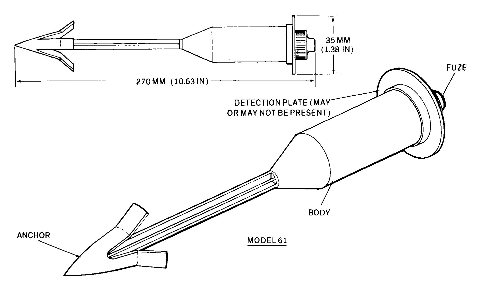 35 MM
(1.38 IN)
270 MM (10.63 IN)
FUZE
DETECTION PLATE (MAY
OR MAY NOT BE PRESENT)
BODY
ANCHOR
MODEL 61